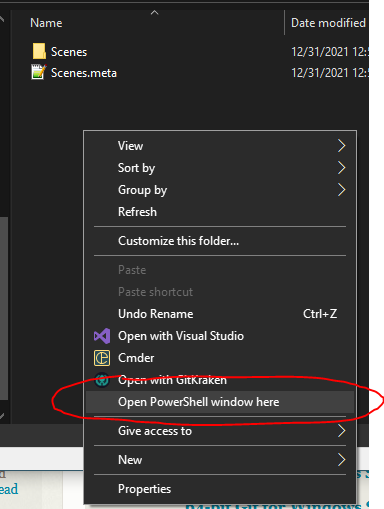 Name Date modified
Scenes 12/31/2021 12:5
Scenes.meta 12/31/2021 12:5
View
Sort by
Group by
Refresh
Customize this folder...
Paste
Paste shortcut
Undo Rename Ctrl+Z
Open with Visual Studio
Cmder
Open with GitKraken
Open PowerShell window here
Give access to
New
Properties
ead